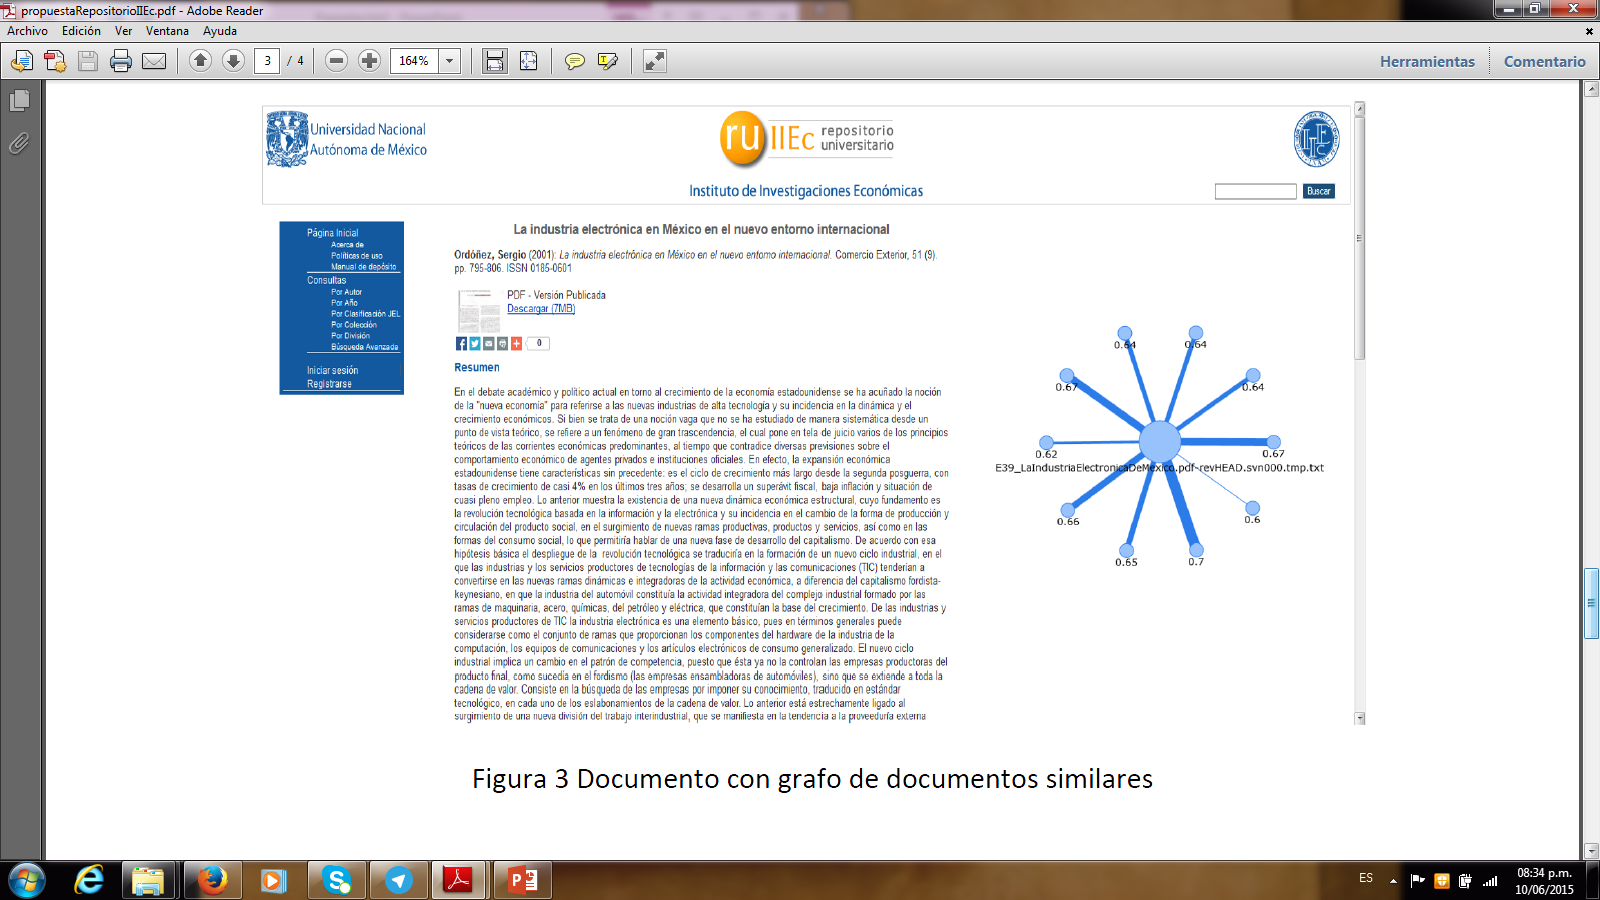 propuestaRepositorioIIEc.pdf - Adobe Reader
Archivo Edición Ver Ventana Ayuda
3 / 4 164% Herramientas Comentario
Universidad Nacional
Autónoma de México
ru IIEc repositorio
universitario
Instituto de Investigaciones Económicas
Buscar
Página Inicial
Acerca de
Políticas de uso
Manual de depósito
Consultas
Por Autor
Por Año
Por Clasificación JEL
Por Colección
Por División
Búsqueda Avanzada
Iniciar sesión
Registrarse
La industria electrónica en México en el nuevo entorno internacional
Ordóñez, Sergio (2001): La industria electrónica en México en el nuevo entorno internacional. Comercio Exterior, 51 (9).
pp. 795-806. ISSN 0185-0601
PDF - Versión Publicada
Descargar (7MB)
0
Resumen
En el debate académico y político actual en torno al crecimiento de la economía estadounidense se ha acuñado la noción
de la "nueva economía" para referirse a las nuevas industrias de alta tecnología y su incidencia en la dinámica y el
crecimiento económicos. Si bien se trata de una noción vaga que no se ha estudiado de manera sistemática desde un
punto de vista teórico, se refiere a un fenómeno de gran trascendencia, el cual pone en tela de juicio varios de los principios
teóricos de las corrientes económicas predominantes, al tiempo que contradice diversas previsiones sobre el
comportamiento económico de agentes privados e instituciones oficiales. En efecto, la expansión económica
estadounidense tiene características sin precedente: es el ciclo de crecimiento más largo desde la segunda posguerra, con
tasas de crecimiento de casi 4% en los últimos tres años; se desarrolla un superávit fiscal, baja inflación y situación de
cuasi pleno empleo. Lo anterior muestra la existencia de una nueva dinámica económica estructural, cuyo fundamento es
la revolución tecnológica basada en la información y la electrónica y su incidencia en el cambio de la forma de producción y
circulación del producto social, en el surgimiento de nuevas ramas productivas, productos y servicios, así como en las
formas del consumo social, lo que permitiría hablar de una nueva fase de desarrollo del capitalismo. De acuerdo con esa
hipótesis básica el despliegue de la revolución tecnológica se traduciría en la formación de un nuevo ciclo industrial, en el
que las industrias y los servicios productores de tecnologías de la información y las comunicaciones (TIC) tenderían a
convertirse en las nuevas ramas dinámicas e integradoras de la actividad económica, a diferencia del capitalismo fordista-
keynesiano, en que la industria del automóvil constituía la actividad integradora del complejo industrial formado por las
ramas de maquinaria, acero, químicas, del petróleo y eléctrica, que constituían la base del crecimiento. De las industrias y
servicios productores de TIC la industria electrónica es una elemento básico, pues en términos generales puede
considerarse como el conjunto de ramas que proporcionan los componentes del hardware de la industria de la
computación, los equipos de comunicaciones y los artículos electrónicos de consumo generalizado. El nuevo ciclo
industrial implica un cambio en el patrón de competencia, puesto que ésta ya no la controlan las empresas productoras del
producto final, como sucedía en el fordismo (las empresas ensambladoras de automóviles), sino que se extiende a toda la
cadena de valor. Consiste en la búsqueda de las empresas por imponer su conocimiento, traducido en estándar
tecnológico, en cada uno de los eslabonamientos de la cadena de valor. Lo anterior está estrechamente ligado al
surgimiento de una nueva división del trabajo interindustrial, que se manifiesta en la tendencia a la proveeduría externa
0.64 0.64
0.67 0.64
0.62 0.67
E39_LaIndustriaElectronicaDeMexico.pdf-revHEAD.svn000.tmp.txt
0.66 0.6
0.65 0.7
Figura 3 Documento con grafo de documentos similares
ES
08:34 p.m.
10/06/2015